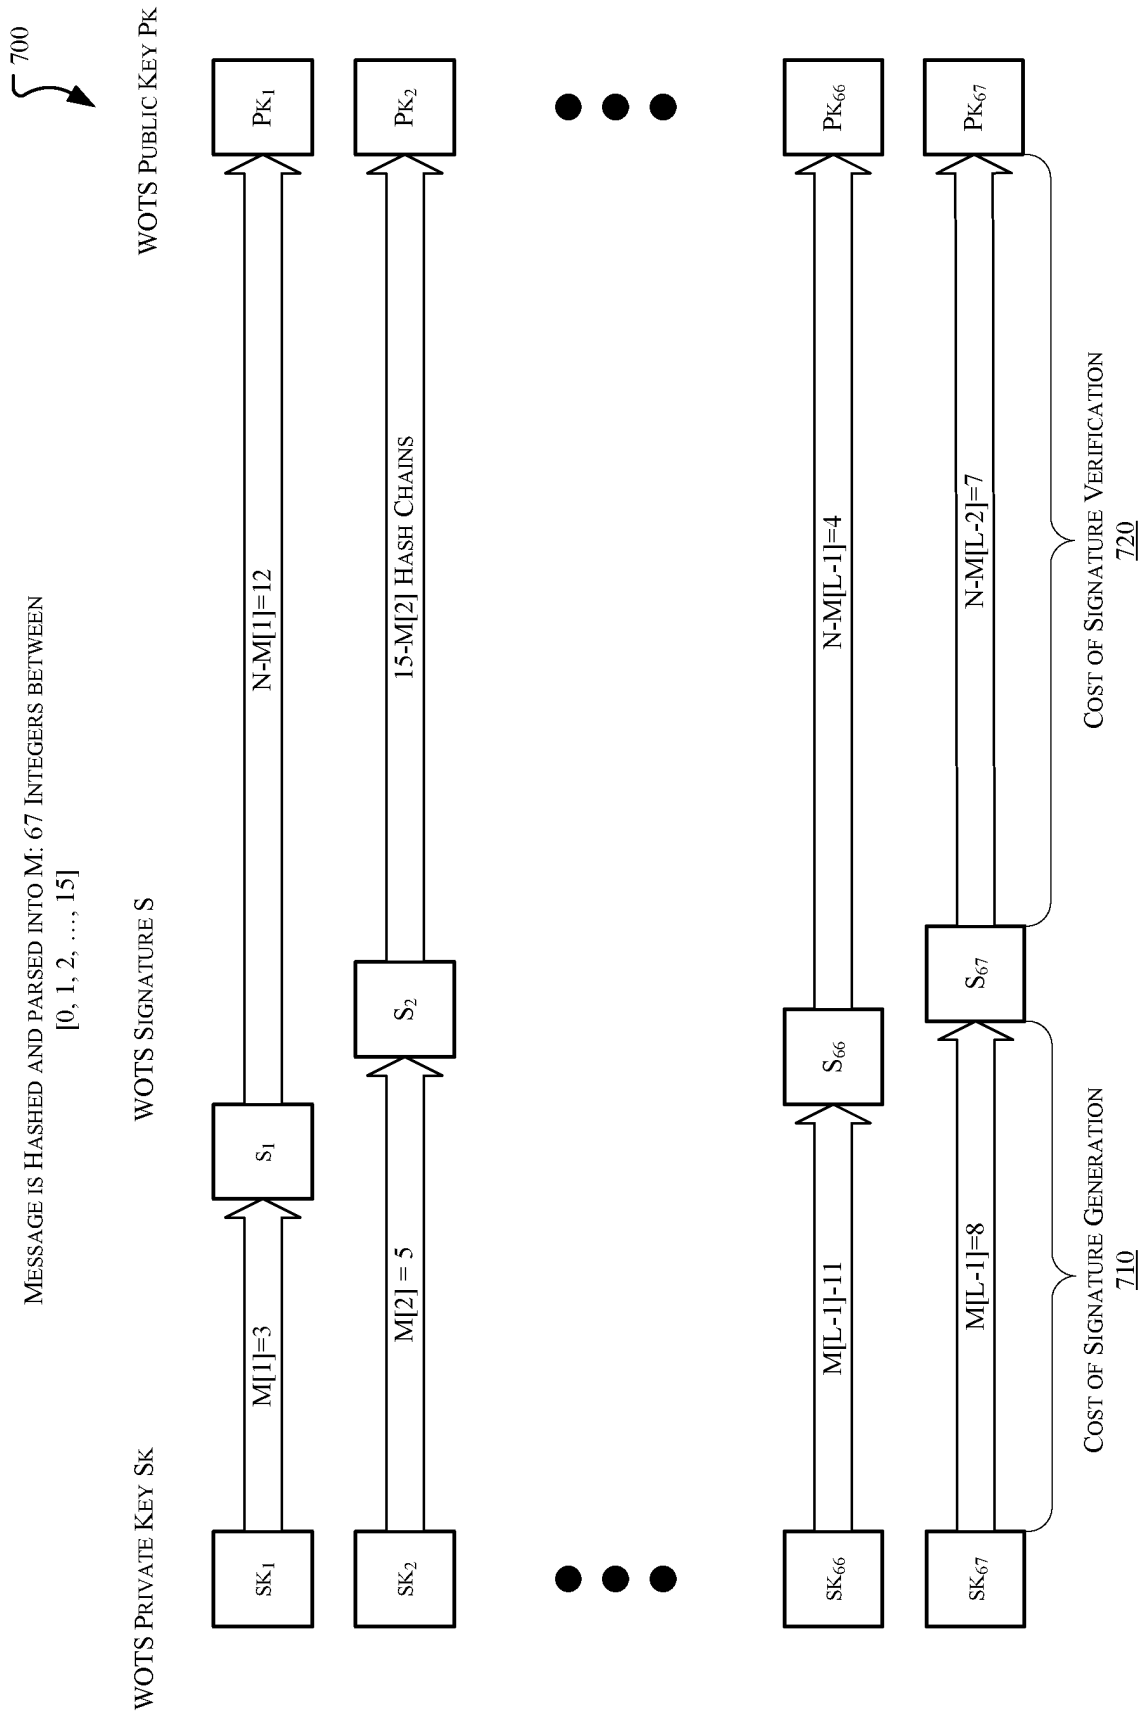 700
MESSAGE IS HASHED AND PARSED INTO M: 67 INTEGERS BETWEEN
[0, 1, 2, …, 15]
WOTS PRIVATE KEY SK
WOTS SIGNATURE S
WOTS PUBLIC KEY PK
SK1
M[1]=3
S1
N-M[1]=12
PK1
SK2
M[2] = 5
S2
15-M[2] HASH CHAINS
PK2
SK66
M[L-1]-11
S66
N-M[L-1]=4
PK66
SK67
M[L-1]=8
S67
N-M[L-2]=7
PK67
COST OF SIGNATURE GENERATION
710
COST OF SIGNATURE VERIFICATION
720